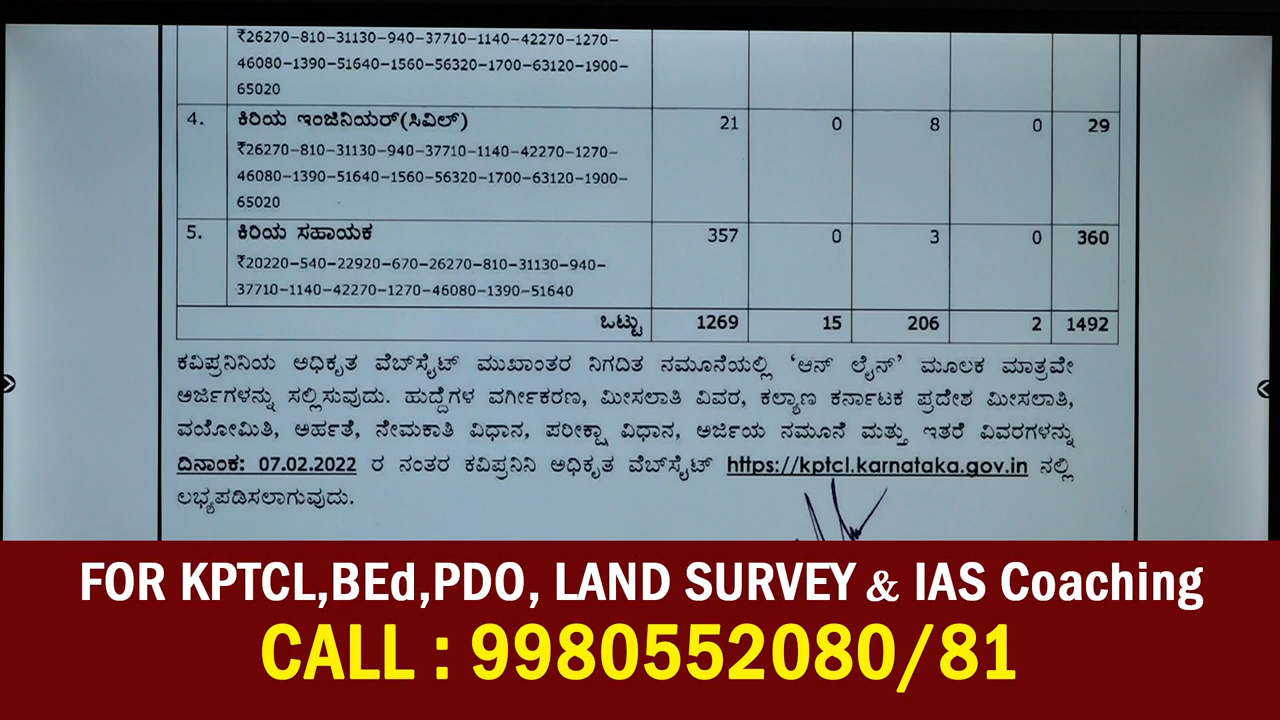 ₹26270-810-31130-940-37710-1140-42270-1270-
46080-1390-51640-1560-56320-1700-63120-1900-
65020
4. ಕಿರಿಯ ಇಂಜಿನಿಯರ್(ಸಿವಿಲ್) 21 0 8 0 29
₹26270-810-31130-940-37710-1140-42270-1270-
46080-1390-51640-1560-56320-1700-63120-1900-
65020
5. ಕಿರಿಯ ಸಹಾಯಕ 357 0 3 0 360
₹20220-540-22920-670-26270-810-31130-940-
37710-1140-42270-1270-46080-1390-51640
ಒಟ್ಟು 1269 15 206 2 1492
ಕವಿಪ್ರನಿನಿಯ ಅಧಿಕೃತ ವೆಬ್‌ಸೈಟ್ ಮುಖಾಂತರ ನಿಗದಿತ ನಮೂನೆಯಲ್ಲಿ 'ಆನ್ ಲೈನ್' ಮೂಲಕ ಮಾತ್ರವೇ
ಅರ್ಜಿಗಳನ್ನು ಸಲ್ಲಿಸುವುದು. ಹುದ್ದೆಗಳ ವರ್ಗೀಕರಣ, ಮೀಸಲಾತಿ ವಿವರ, ಕಲ್ಯಾಣ ಕರ್ನಾಟಕ ಪ್ರದೇಶ ಮೀಸಲಾತಿ,
ವಯೋಮಿತಿ, ಅರ್ಹತೆ, ನೇಮಕಾತಿ ವಿಧಾನ, ಪರೀಕ್ಷಾ ವಿಧಾನ, ಅರ್ಜಿಯ ನಮೂನೆ ಮತ್ತು ಇತರೆ ವಿವರಗಳನ್ನು
ದಿನಾಂಕ: 07.02.2022 ರ ನಂತರ ಕವಿಪ್ರನಿನಿ ಅಧಿಕೃತ ವೆಬ್‌ಸೈಟ್ https://kptcl.karnataka.gov.in ನಲ್ಲಿ
ಲಭ್ಯಪಡಿಸಲಾಗುವುದು.
FOR KPTCL,BEd,PDO, LAND SURVEY & IAS Coaching
CALL : 9980552080/81